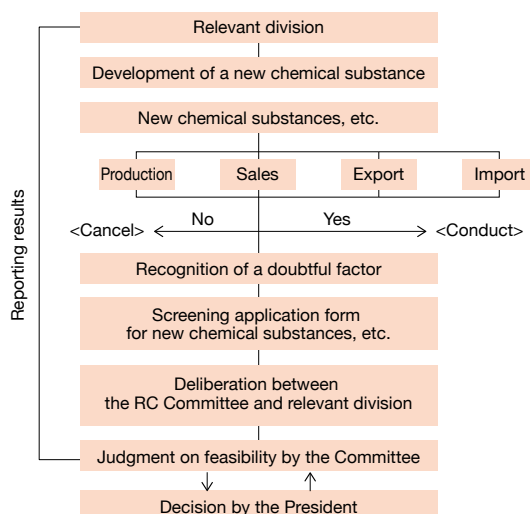 Relevant division
Development of a new chemical substance
New chemical substances, etc.
Production
Sales
Export
Import
No
Yes
<Cancel>
<Conduct>
Reporting results
Recognition of a doubtful factor
Screening application form
for new chemical substances, etc.
Deliberation between
the RC Committee and relevant division
Judgment on feasibility by the Committee
Decision by the President